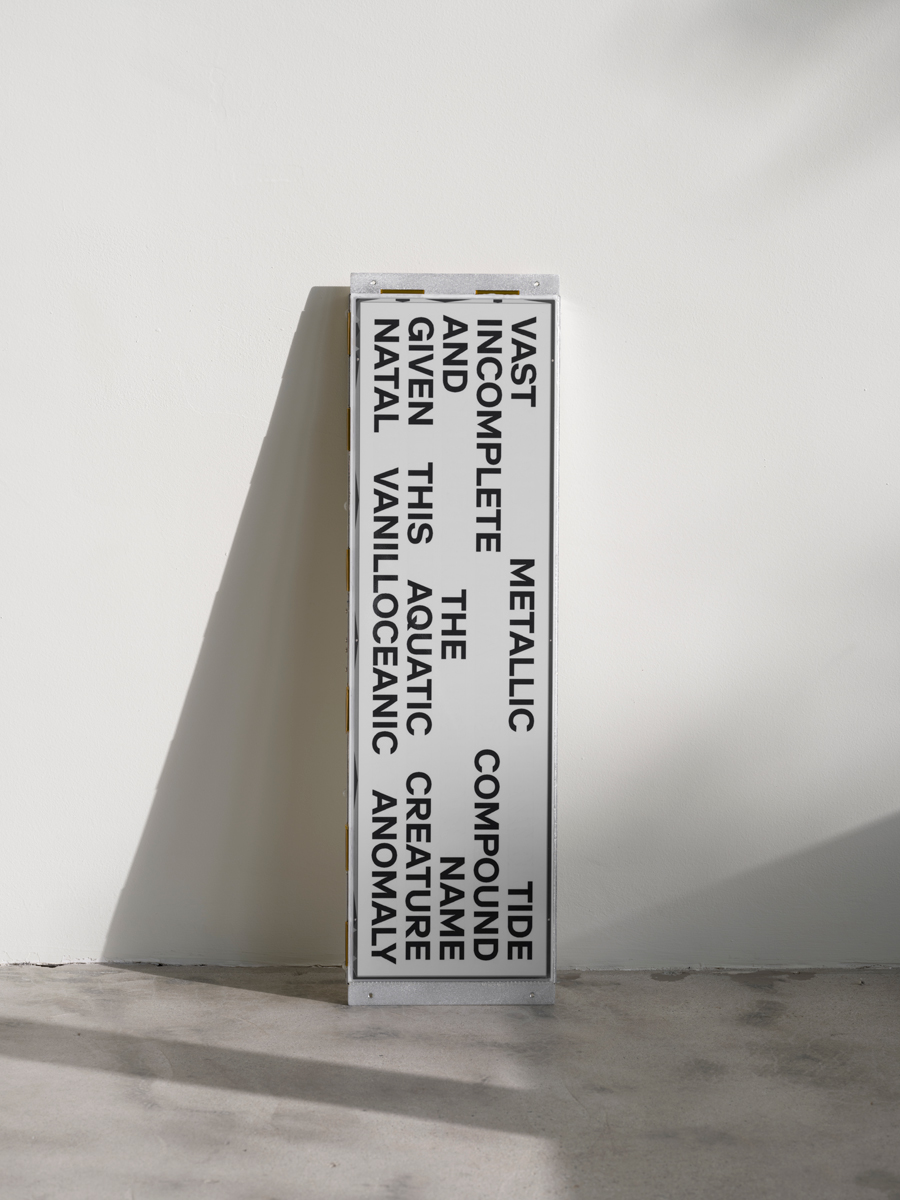 VAST METALLIC TIDE
INCOMPLETE COMPOUND
AND THE NAME
GIVEN THIS AQUATIC CREATURE
NATAL VANILLOCEANIC ANOMALY